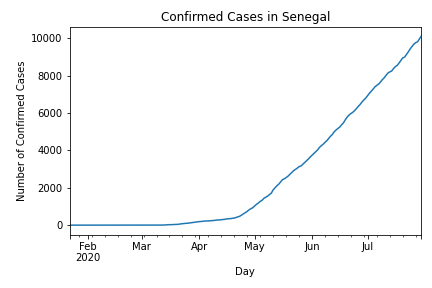 Confirmed Cases in Senegal
10000
8000
6000
4000
2000
0
Number of Confirmed Cases
Feb
2020
Mar
Apr
May
Jun
Jul
Day